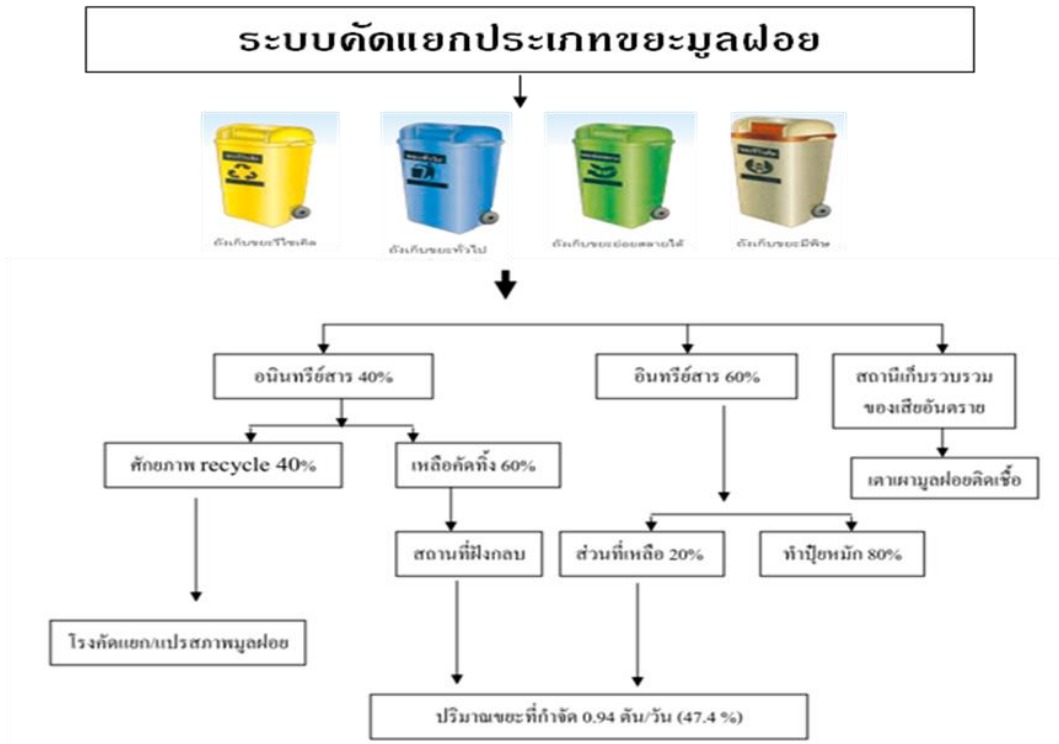 ระบบคัดแยกประเภทขยะมูลฝอย
ถังเก็บขยะรีไซเคิล
ถังเก็บขยะทั่วไป
ถังเก็บขยะย่อยสลายได้
ถังเก็บขยะมีพิษ
อนินทรีย์สาร 40%
อินทรีย์สาร 60%
สถานีเก็บรวบรวม
ของเสียอันตราย
ศักยภาพ recycle 40%
เหลือคัดทิ้ง 60%
เตาเผามูลฝอยติดเชื้อ
สถานที่ฝังกลบ
ส่วนที่เหลือ 20%
ทำปุ๋ยหมัก 80%
โรงคัดแยก/แปรสภาพมูลฝอย
ปริมาณขยะที่กำจัด 0.94 ตัน/วัน (47.4 %)